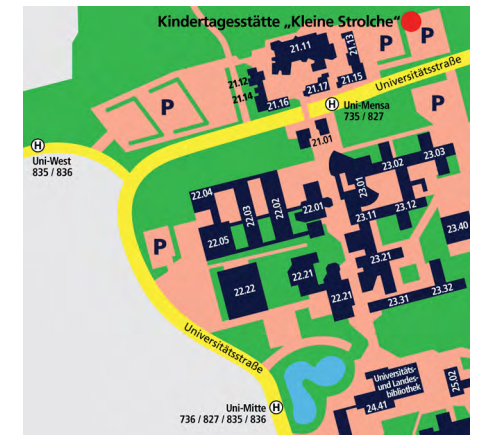 Kindertagesstätte „Kleine Strolche“
21.11
21.13
P
P
21.12
21.14
21.17
21.15
21.16
P
Universitätsstraße
H
Uni-Mensa
735 / 827
P
H
Uni-West
835 / 836
21.01
23.03
23.02
23.01
22.04
22.03
22.02
22.01
23.12
23.11
23.40
P
22.05
23.21
22.21
22.22
22.21
23.32
23.31
Universitätsstraße
Universitäts-
und Landes-
bibliothek
25.02
24.41
Uni-Mitte
H
736 / 827 / 835 / 836